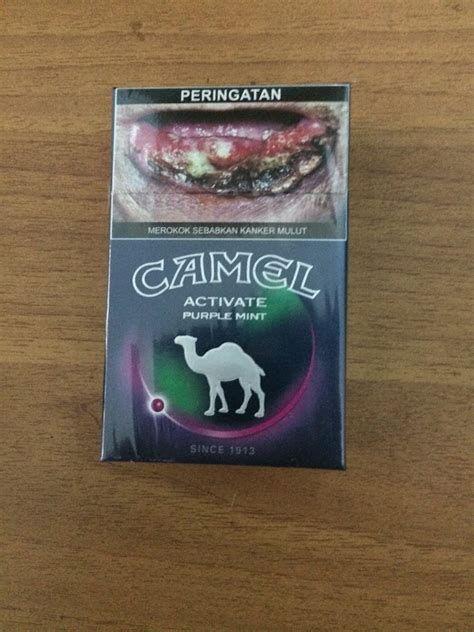 PERINGATAN
MEROKOK SEBABKAN KANKER MULUT
CAMEL
ACTIVATE
PURPLE MINT
SINCE 1913